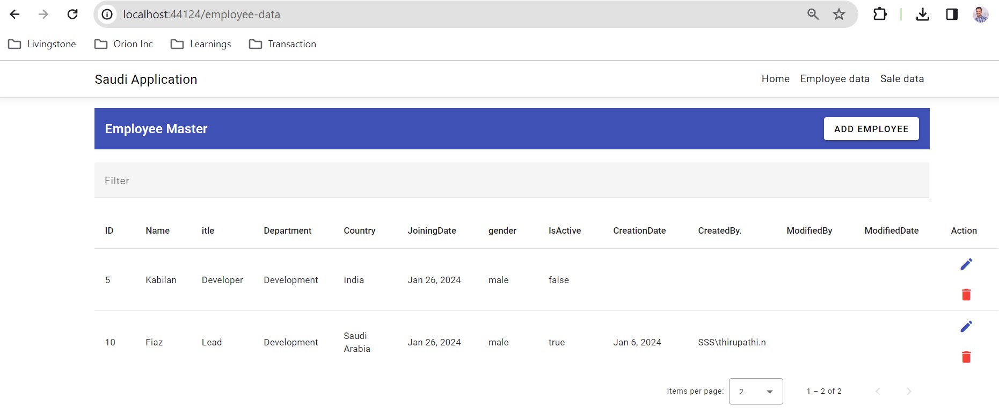 localhost:44124/employee-data
Livingstone Orion Inc Learnings Transaction
Saudi Application Home Employee data Sale data
Employee Master ADD EMPLOYEE
Filter
ID Name itle Department Country JoiningDate gender IsActive CreationDate CreatedBy. ModifiedBy ModifiedDate Action
5 Kabilan Developer Development India Jan 26, 2024 male false
10 Fiaz Lead Development Saudi Arabia Jan 26, 2024 male true Jan 6, 2024 SSS\thirupathi.n
Items per page: 2 1 – 2 of 2